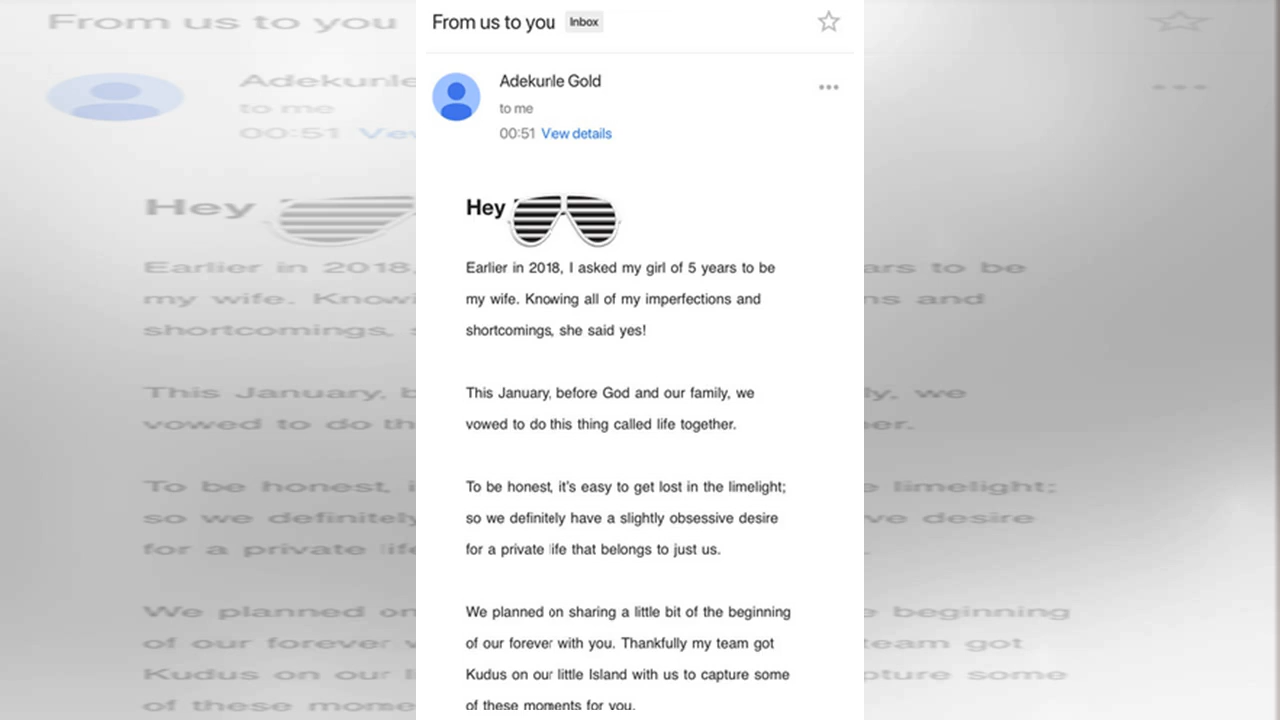 From us to you Inbox
Adekunle Gold
to me
00:51 View details
Hey
Earlier in 2018, I asked my girl of 5 years to be
my wife. Knowing all of my imperfections and
shortcomings, she said yes!
This January, before God and our family, we
vowed to do this thing called life together.
To be honest, it's easy to get lost in the limelight;
so we definitely have a slightly obsessive desire
for a private life that belongs to just us.
We planned on sharing a little bit of the beginning
of our forever with you. Thankfully my team got
Kudus on our little Island with us to capture some
of these moments for you.